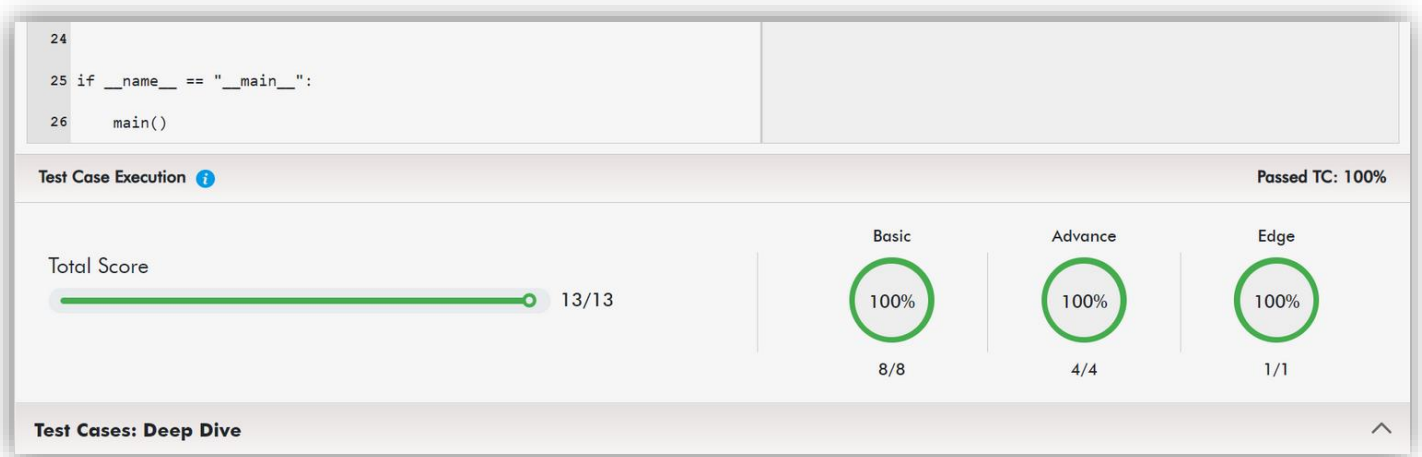 24
25 if __name__ == "__main__":
26     main()
Test Case Execution i Passed TC: 100%
Basic Advance Edge
Total Score
13/13 100% 100% 100%
8/8 4/4 1/1
Test Cases: Deep Dive